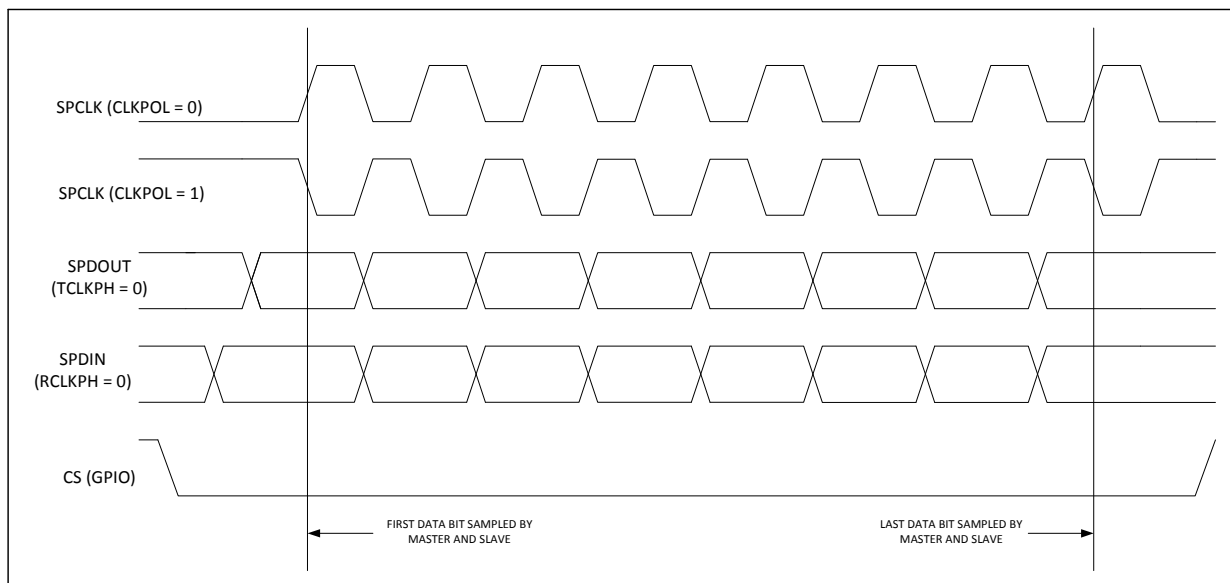 SPCLK (CLKPOL = 0)
SPCLK (CLKPOL = 1)
SPDOUT
(TCLKPH = 0)
SPDIN
(RCLKPH = 0)
CS (GPIO)
FIRST DATA BIT SAMPLED BY
MASTER AND SLAVE
LAST DATA BIT SAMPLED BY
MASTER AND SLAVE